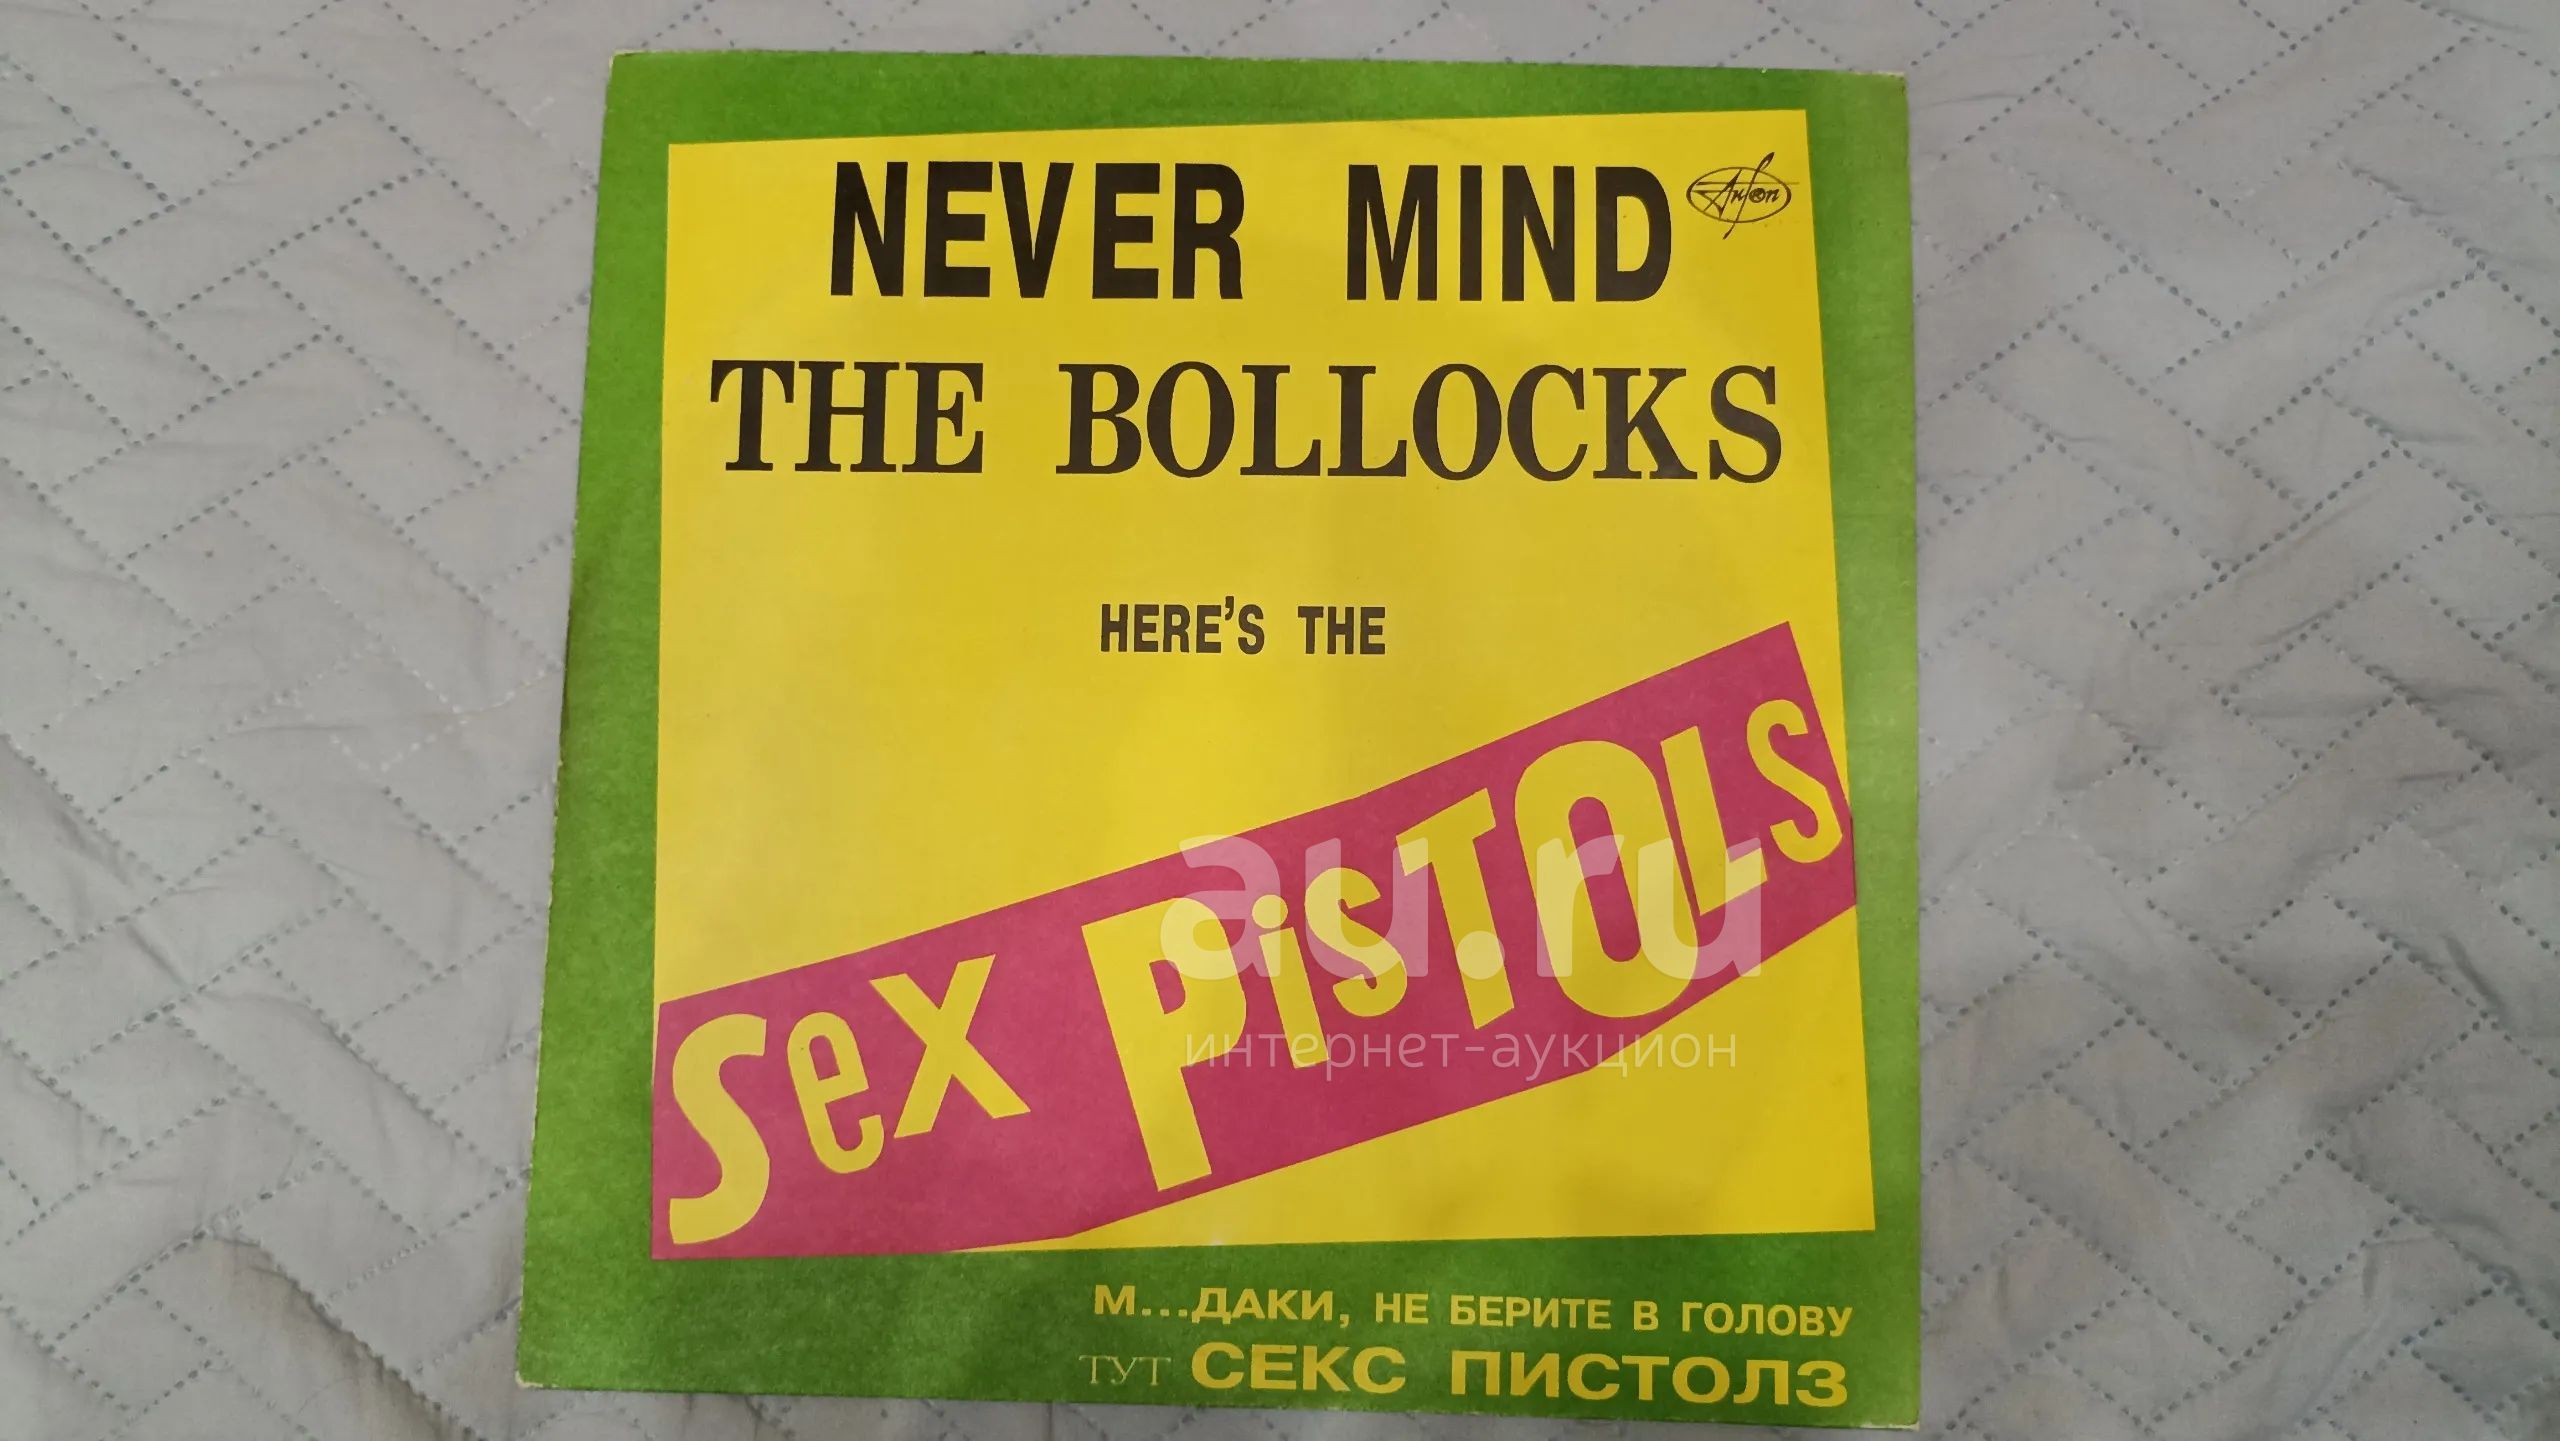 NEVER MIND
АнТроп
THE BOLLOCKS
HERE'S THE
SEX PiSTOLS
au.ru
интернет-аукцион
М...ДАКИ, НЕ БЕРИТЕ В ГОЛОВУ
ТУТ СЕКС ПИСТОЛЗ